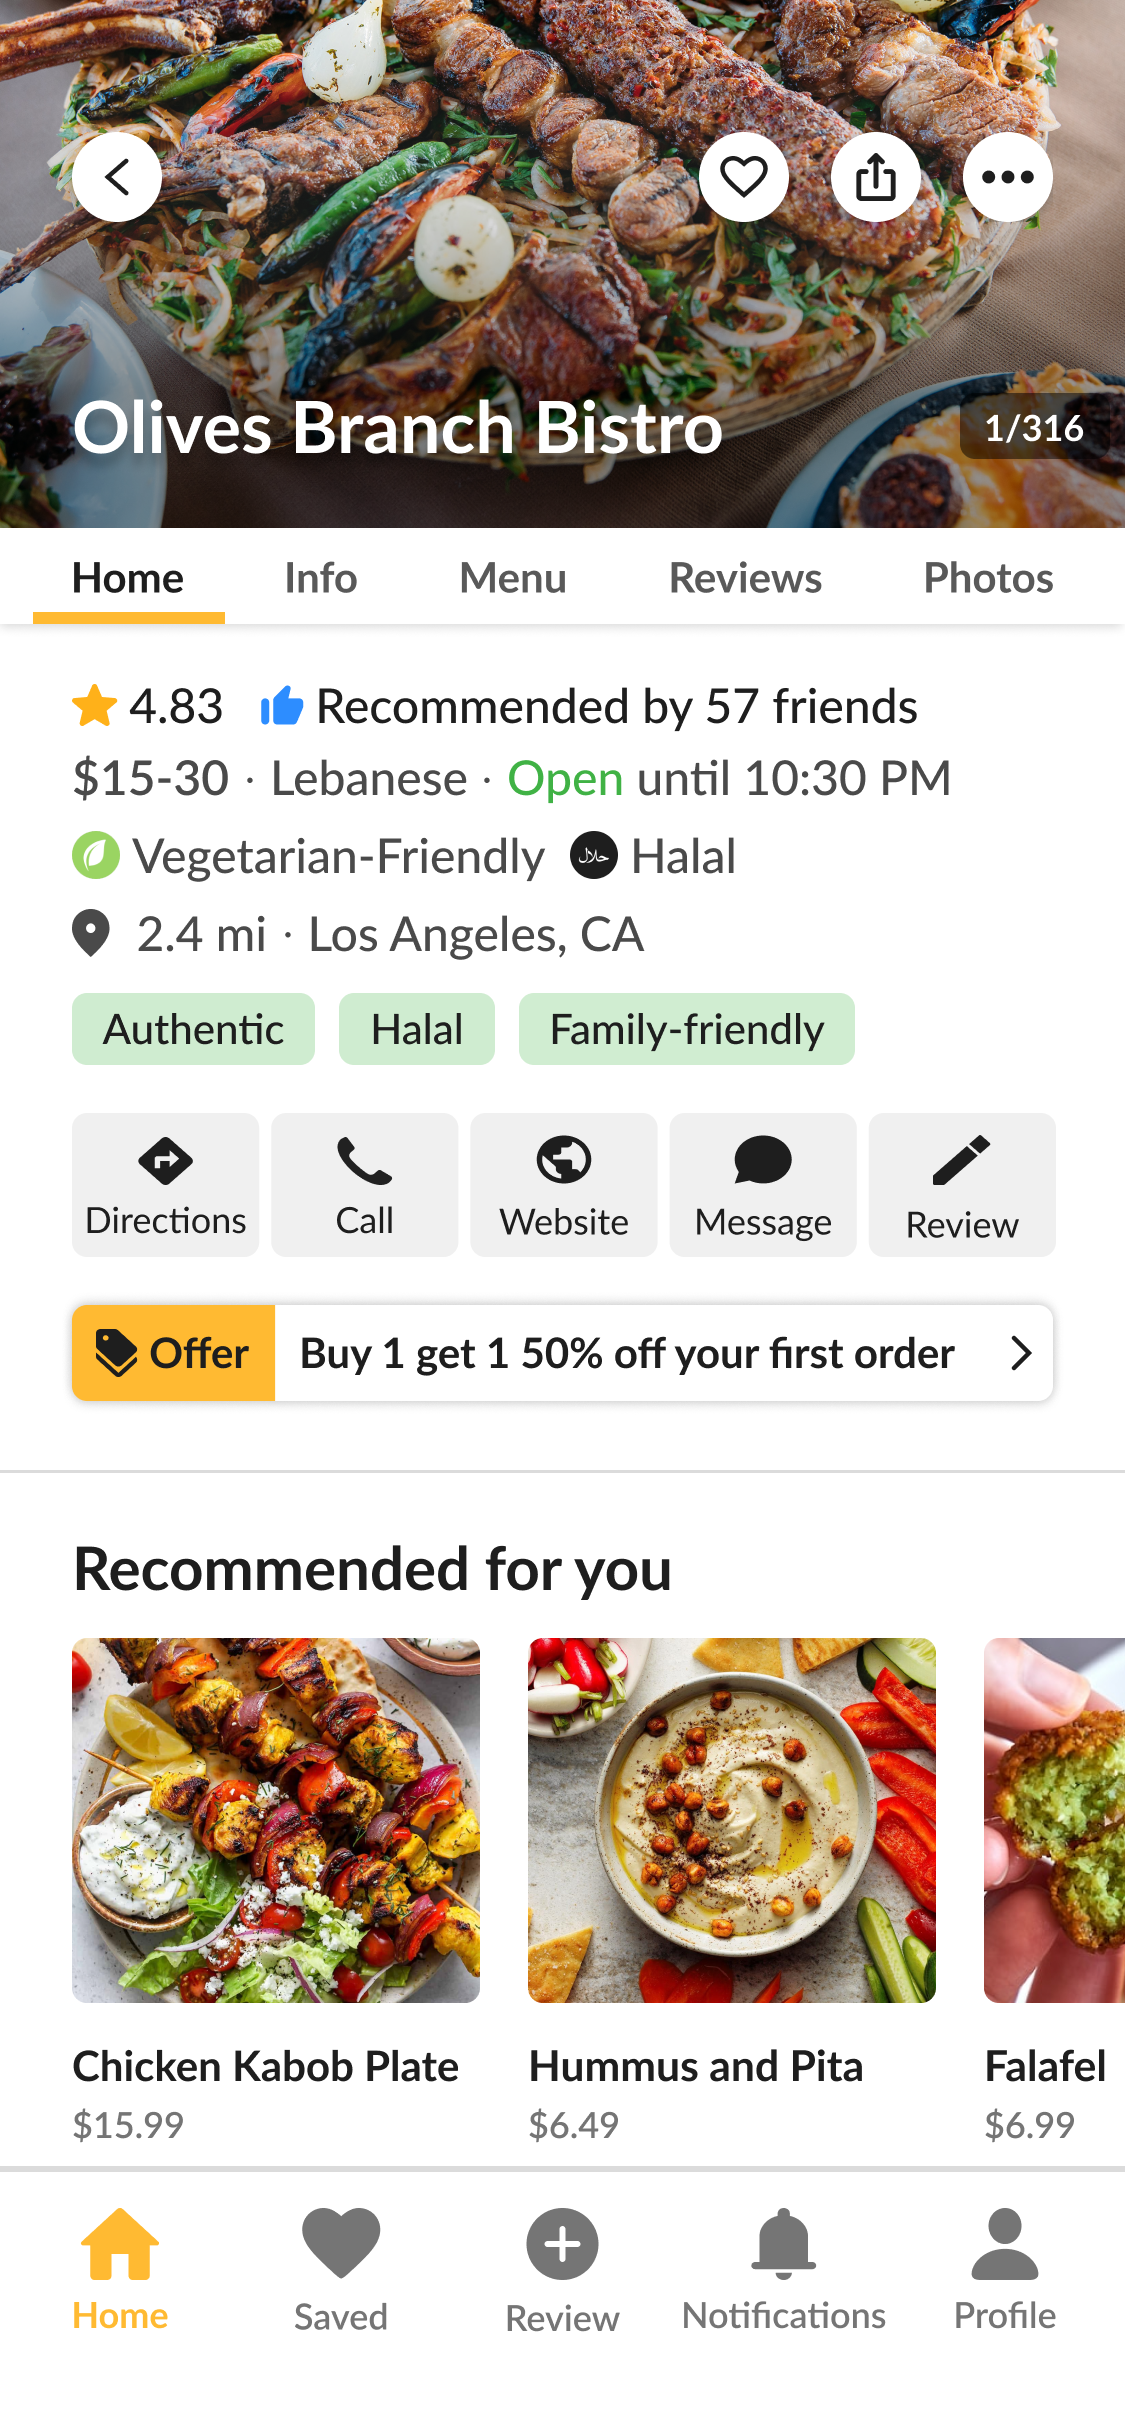 Olives Branch Bistro
1/316
Home Info Menu Reviews Photos
4.83 Recommended by 57 friends
$15-30 · Lebanese · Open until 10:30 PM
Vegetarian-Friendly حلال Halal
2.4 mi · Los Angeles, CA
Authentic Halal Family-friendly
Directions Call Website Message Review
Offer Buy 1 get 1 50% off your first order
Recommended for you
Chicken Kabob Plate Hummus and Pita Falafel
$15.99 $6.49 $6.99
Home Saved Review Notifications Profile